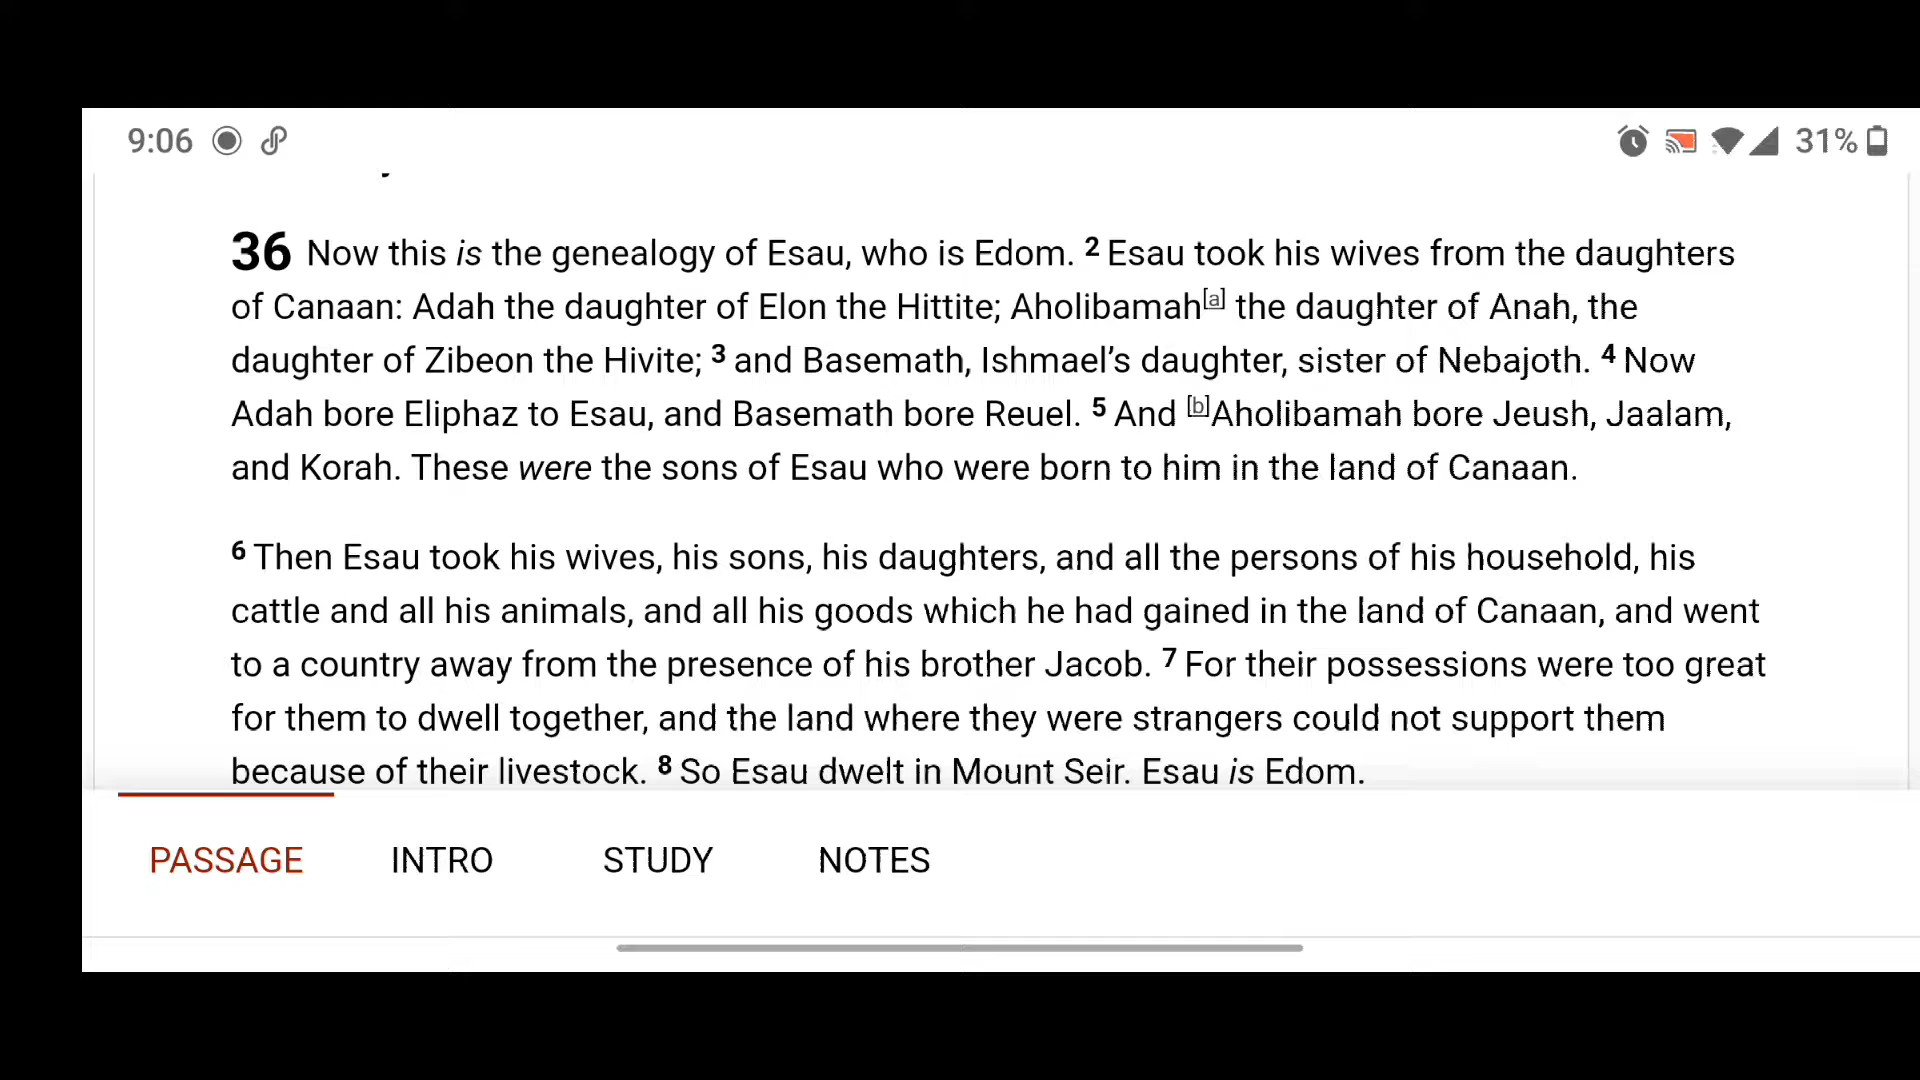 9:06 31%
36 Now this is the genealogy of Esau, who is Edom. 2 Esau took his wives from the daughters
of Canaan: Adah the daughter of Elon the Hittite; Aholibamah[a] the daughter of Anah, the
daughter of Zibeon the Hivite; 3 and Basemath, Ishmael’s daughter, sister of Nebajoth. 4 Now
Adah bore Eliphaz to Esau, and Basemath bore Reuel. 5 And [b]Aholibamah bore Jeush, Jaalam,
and Korah. These were the sons of Esau who were born to him in the land of Canaan.
6 Then Esau took his wives, his sons, his daughters, and all the persons of his household, his
cattle and all his animals, and all his goods which he had gained in the land of Canaan, and went
to a country away from the presence of his brother Jacob. 7 For their possessions were too great
for them to dwell together, and the land where they were strangers could not support them
because of their livestock. 8 So Esau dwelt in Mount Seir. Esau is Edom.
PASSAGE INTRO STUDY NOTES